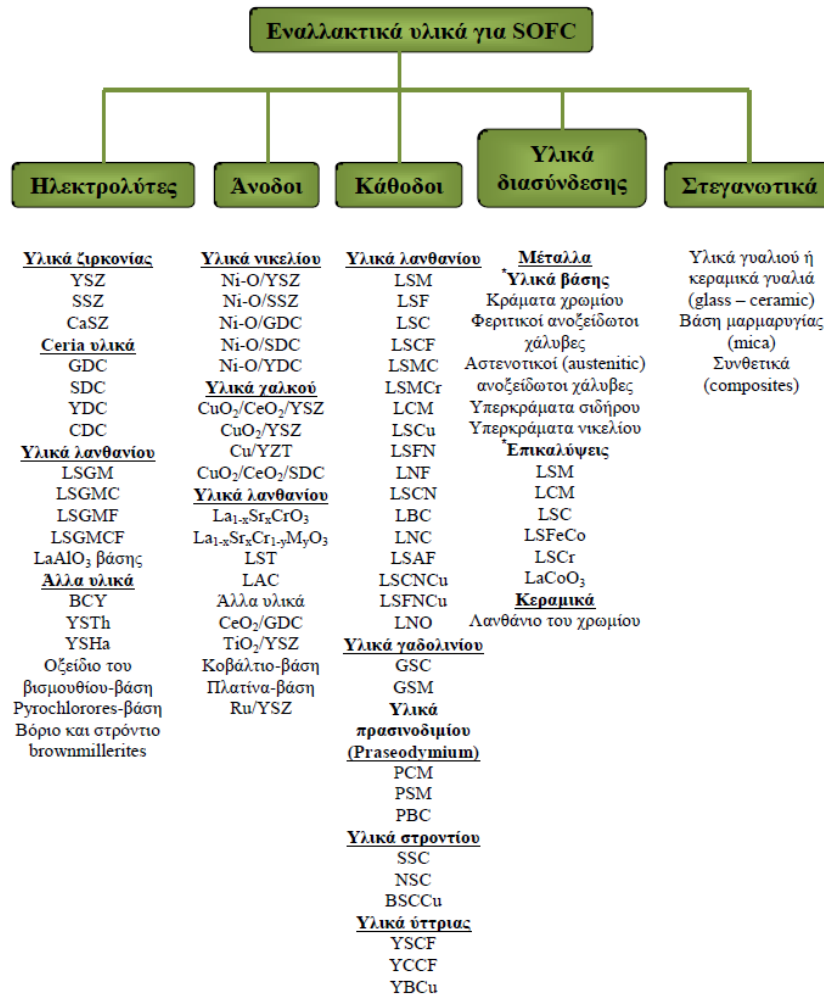 Εναλλακτικά υλικά για SOFC
Ηλεκτρολύτες
Άνοδοι
Κάθοδοι
Υλικά
διασύνδεσης
Στεγανωτικά
Υλικά ζιρκονίας
YSZ
SSZ
CaSZ
Ceria υλικά
GDC
SDC
YDC
CDC
Υλικά λανθανίου
LSGM
LSGMC
LSGMF
LSGMCF
LaAlO₃ βάσης
Άλλα υλικά
BCY
YSTh
YSHa
Οξείδιο του
βισμουθίου-βάση
Pyrochlorores-βάση
Βόριο και στρόντιο
brownmillerites
Υλικά νικελίου
Ni-O/YSZ
Ni-O/SSZ
Ni-O/GDC
Ni-O/SDC
Ni-O/YDC
Υλικά χαλκού
CuO₂/CeO₂/YSZ
CuO₂/YSZ
Cu/YZT
CuO₂/CeO₂/SDC
Υλικά λανθανίου
La₁₋ₓSrₓCrO₃
La₁₋ₓSrₓCr₁₋yMyO₃
LST
LAC
Άλλα υλικά
CeO₂/GDC
TiO₂/YSZ
Κοβάλτιο-βάση
Πλατίνα-βάση
Ru/YSZ
Υλικά λανθανίου
LSM
LSF
LSC
LSCF
LSMC
LSMCr
LCM
LSCu
LSFN
LNF
LSCN
LBC
LNC
LSAF
LSCNCu
LSFNCu
LNO
Υλικά γαδολινίου
GSC
GSM
Υλικά
πρασινοδιμίου
(Praseodymium)
PCM
PSM
PBC
Υλικά στροντίου
SSC
NSC
BSCCu
Υλικά ύττριας
YSCF
YCCF
YBCu
Μέταλλα
*Υλικά βάσης
Κράματα χρωμίου
Φεριτικοί ανοξείδωτοι
χάλυβες
Αστενοτικοί (austenitic)
ανοξείδωτοι χάλυβες
Υπερκράματα σιδήρου
Υπερκράματα νικελίου
*Επικαλύψεις
LSM
LCM
LSC
LSFeCo
LSCr
LaCoO₃
Κεραμικά
Λανθάνιο του χρωμίου
Υλικά γυαλιού ή
κεραμικά γυαλιά
(glass – ceramic)
Βάση μαρμαρυγίας
(mica)
Συνθετικά
(composites)